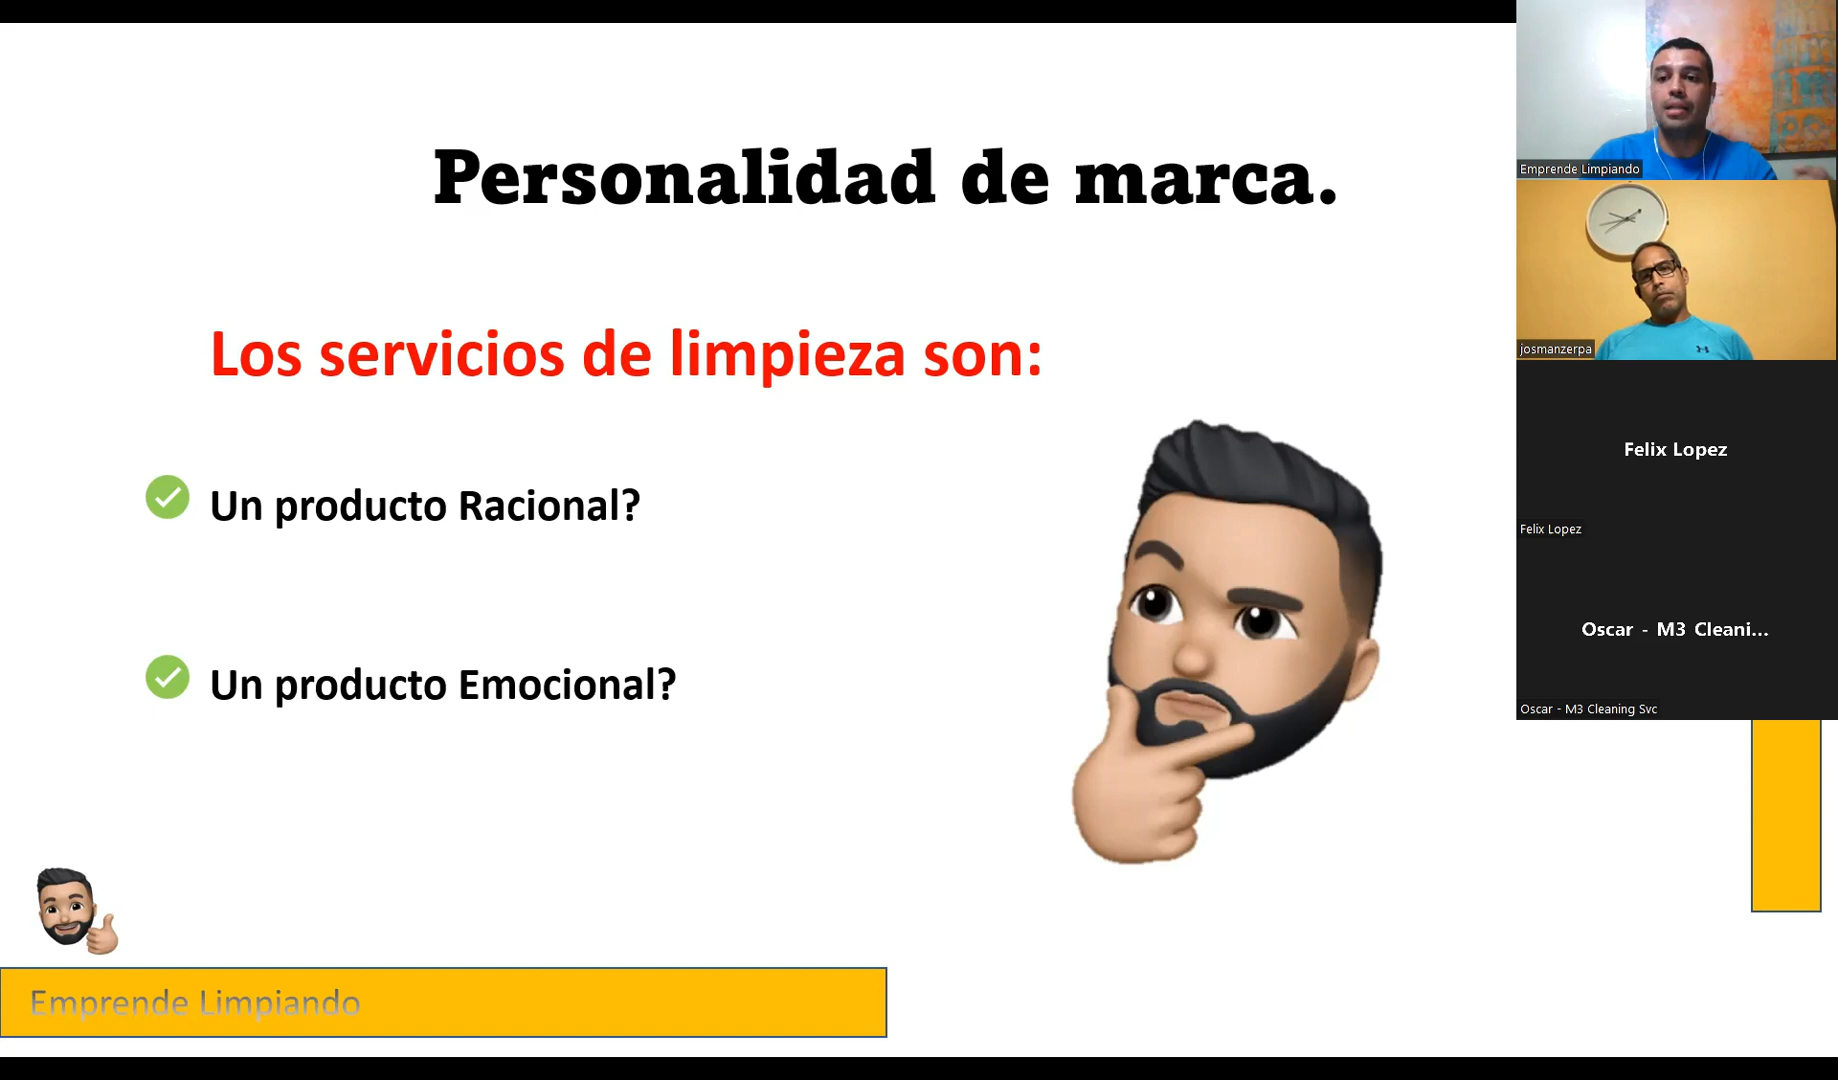 Personalidad de marca.
Los servicios de limpieza son:
Un producto Racional?
Un producto Emocional?
Emprende Limpiando
Emprende Limpiando
josmanzerpa
Felix Lopez
Felix Lopez
Oscar - M3 Cleani...
Oscar - M3 Cleaning Svc